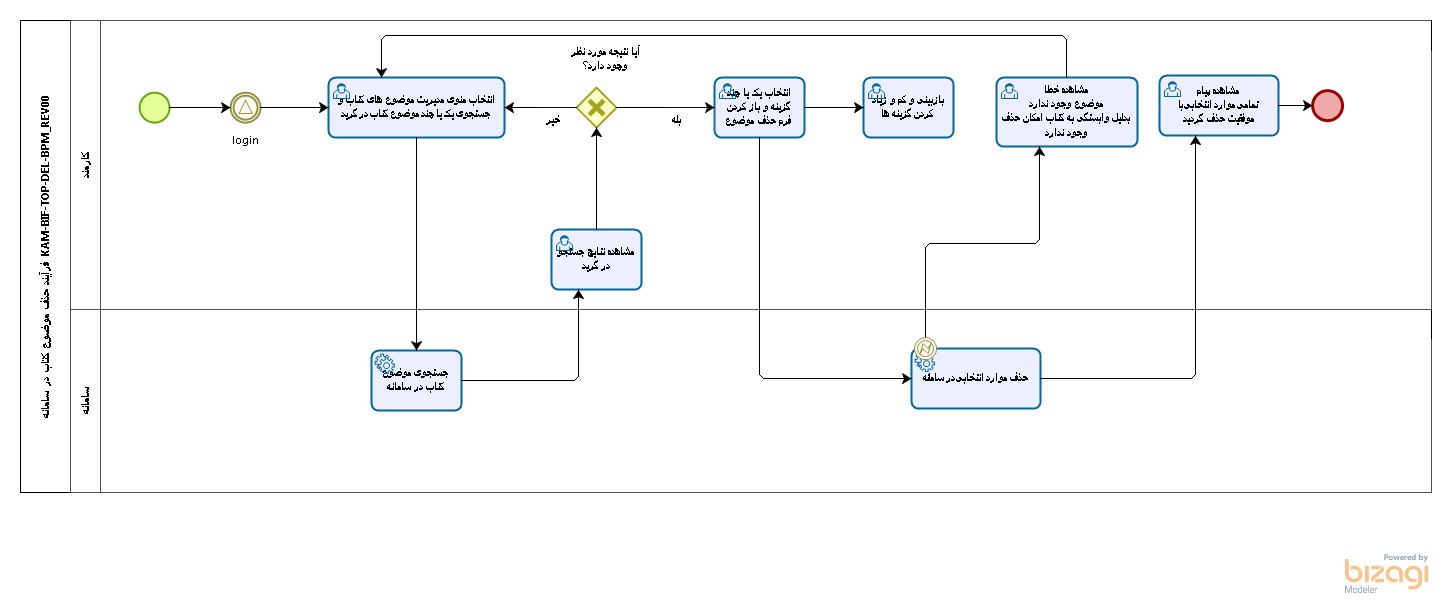 KAM-BIF-TOP-DEL-BPM_REV00 فرآیند حذف موضوع کتاب در سامانه
کارمند
سامانه
login
انتخاب منوی مدیریت موضوع های کتاب و
جستجوی یک یا چند موضوع کتاب در گرید
آیا نتیجه مورد نظر
وجود دارد؟
خیر
بله
انتخاب یک یا چند
گزینه و باز کردن
فرم حذف موضوع
بازبینی و کم و زیاد
کردن گزینه ها
مشاهده خطا
موضوع وجود ندارد
بدلیل وابستگی به کتاب امکان حذف
وجود ندارد
مشاهده پیام
تمامی موارد انتخابی با
موفقیت حذف گردید
مشاهده نتایج جستجو
در گرید
جستجوی موضوع
کتاب در سامانه
حذف موارد انتخابی در سامانه
Powered by
bizagi
Modeler